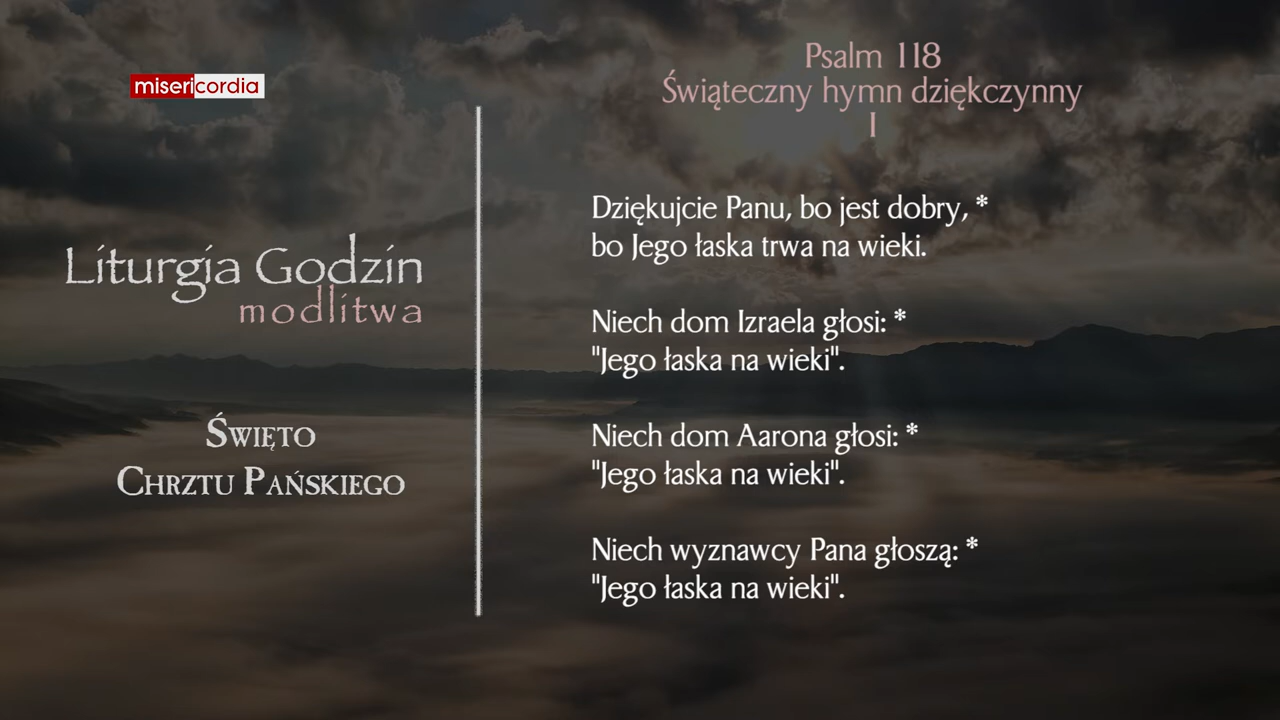 misericordia
Liturgia Godzin
modlitwa
Święto
Chrztu Pańskiego
Psalm 118
Świąteczny hymn dziękczynny
I
Dziękujcie Panu, bo jest dobry, *
bo Jego łaska trwa na wieki.
Niech dom Izraela głosi: *
"Jego łaska na wieki".
Niech dom Aarona głosi: *
"Jego łaska na wieki".
Niech wyznawcy Pana głoszą: *
"Jego łaska na wieki".